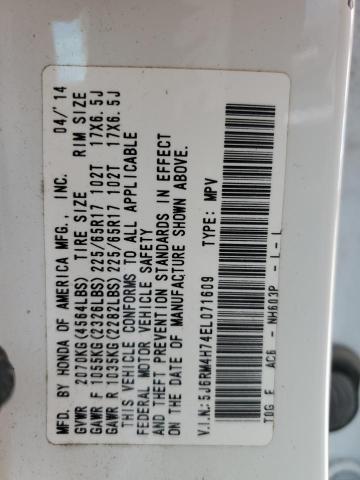 MFD. BY HONDA OF AMERICA MFG., INC. 04/'14
GVWR 2070KG(4564LBS) TIRE SIZE RIM SIZE
GAWR F 1055KG(2326LBS) 225/65R17 102T 17X6.5J
GAWR R 1035KG(2282LBS) 225/65R17 102T 17X6.5J
THIS VEHICLE CONFORMS TO ALL APPLICABLE
FEDERAL MOTOR VEHICLE SAFETY
AND THEFT PREVENTION STANDARDS IN EFFECT
ON THE DATE OF MANUFACTURE SHOWN ABOVE.
V.I.N.: 5J6RM4H74EL071609 TYPE: MPV
T0G E AC6 - NH603P - L - L